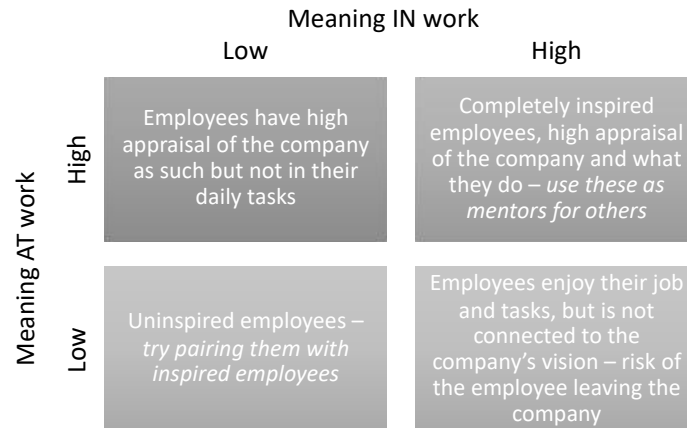 Meaning IN work
Low
High
Meaning AT work
High
Employees have high
appraisal of the company
as such but not in their
daily tasks
Completely inspired
employees, high appraisal
of the company and what
they do – use these as
mentors for others
Low
Uninspired employees –
try pairing them with
inspired employees
Employees enjoy their job
and tasks, but is not
connected to the
company's vision – risk of
the employee leaving the
company